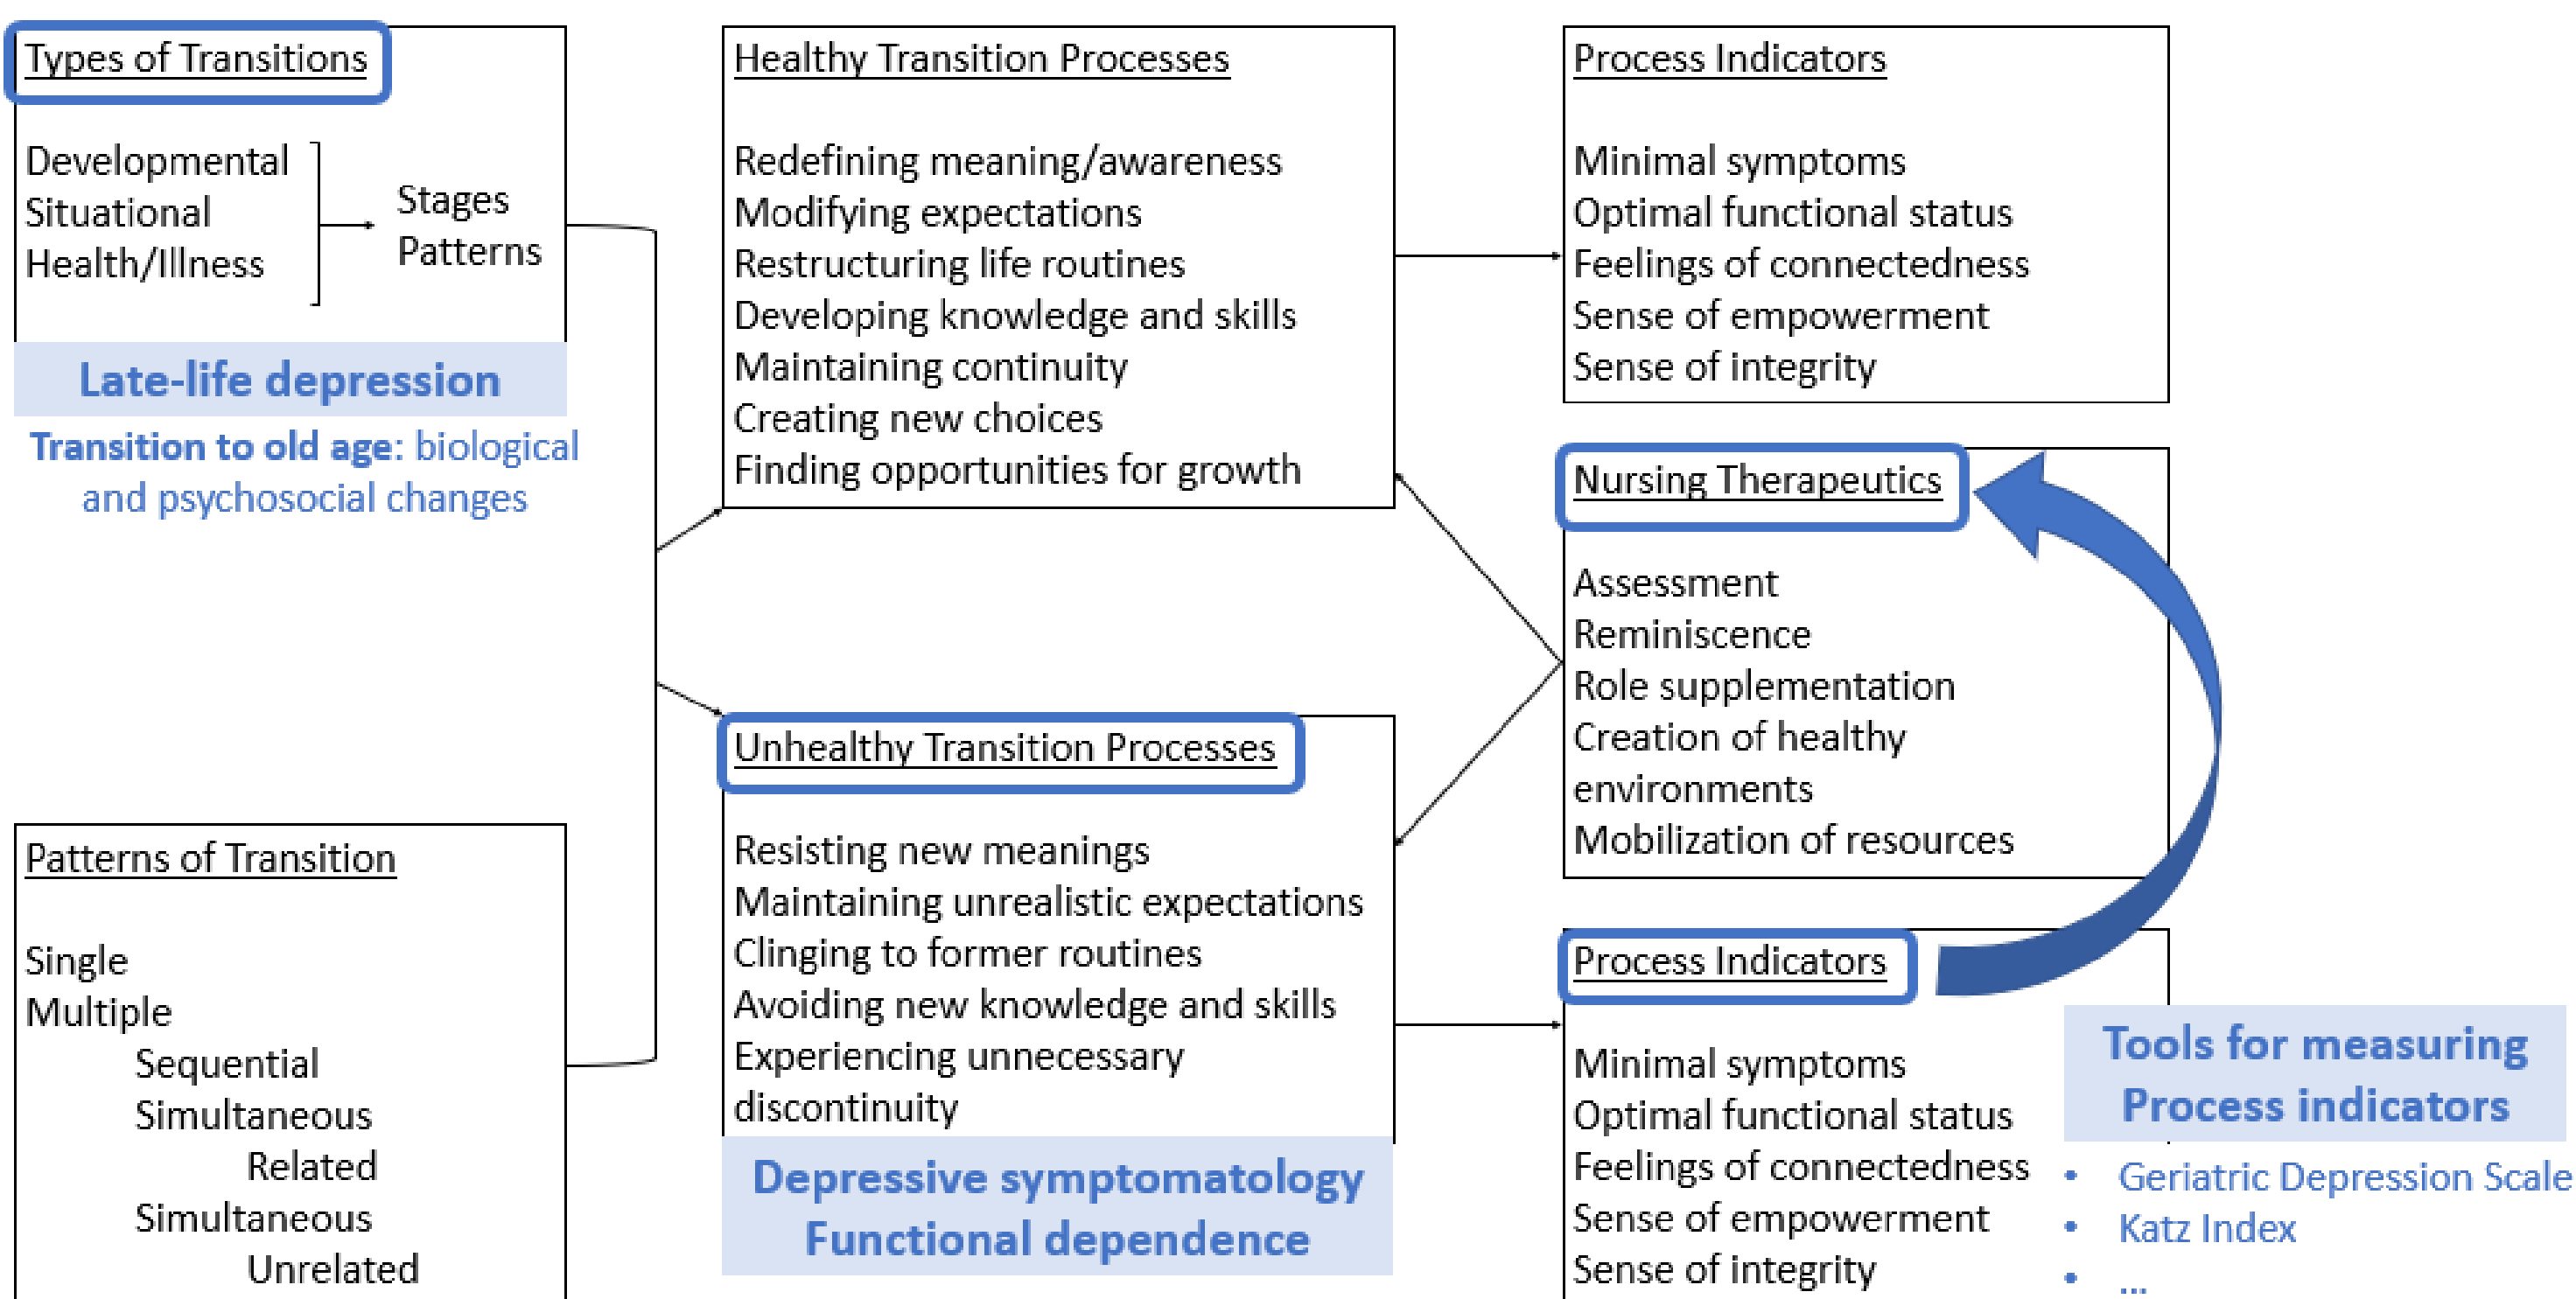 Types of Transitions
Developmental
Situational
Health/Illness
Stages
Patterns
Late-life depression
Transition to old age: biological
and psychosocial changes
Patterns of Transition
Single
Multiple
Sequential
Simultaneous
Related
Simultaneous
Unrelated
Healthy Transition Processes
Redefining meaning/awareness
Modifying expectations
Restructuring life routines
Developing knowledge and skills
Maintaining continuity
Creating new choices
Finding opportunities for growth
Unhealthy Transition Processes
Resisting new meanings
Maintaining unrealistic expectations
Clinging to former routines
Avoiding new knowledge and skills
Experiencing unnecessary
discontinuity
Depressive symptomatology
Functional dependence
Process Indicators
Minimal symptoms
Optimal functional status
Feelings of connectedness
Sense of empowerment
Sense of integrity
Nursing Therapeutics
Assessment
Reminiscence
Role supplementation
Creation of healthy
environments
Mobilization of resources
Process Indicators
Minimal symptoms
Optimal functional status
Feelings of connectedness
Sense of empowerment
Sense of integrity
Tools for measuring
Process indicators
• Geriatric Depression Scale
• Katz Index
• ...